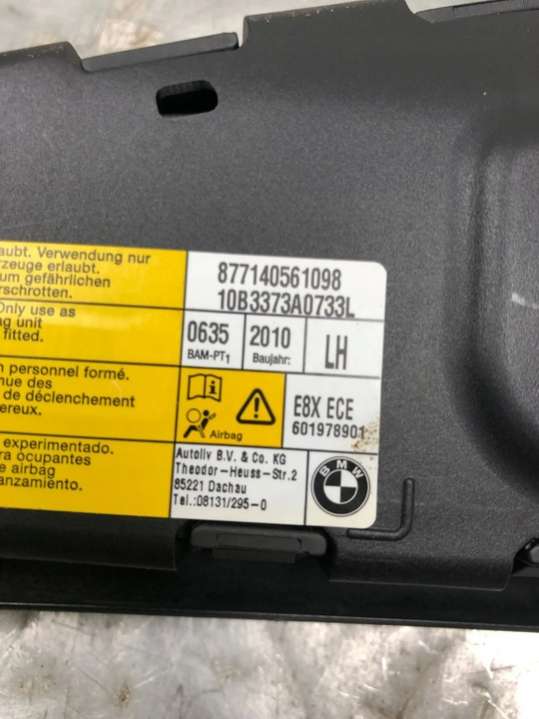 aubt. Verwendung nur
rzeuge erlaubt.
um gefährlichen
rschrotten.
Only use as
ng unit
fitted.
n personnel formé.
nue des
de déclenchement
ereux.
experimentado.
ra ocupantes
e airbag
anzamiento.
877140561098
10B3373A0733L
0635
BAM-PT1
2010
Baujahr:
LH
Airbag
E8X ECE
601978901
Autoliv B.V. & Co. KG
Theodor-Heuss-Str.2
85221 Dachau
Tel.:08131/295-0
BMW